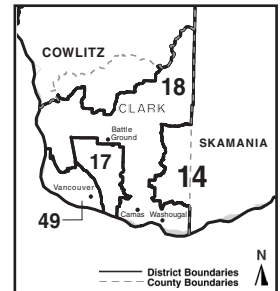 COWLITZ
18
CLARK
Battle
Ground
SKAMANIA
17
14
Vancouver
49
Camas Washougal
N
District Boundaries
County Boundaries